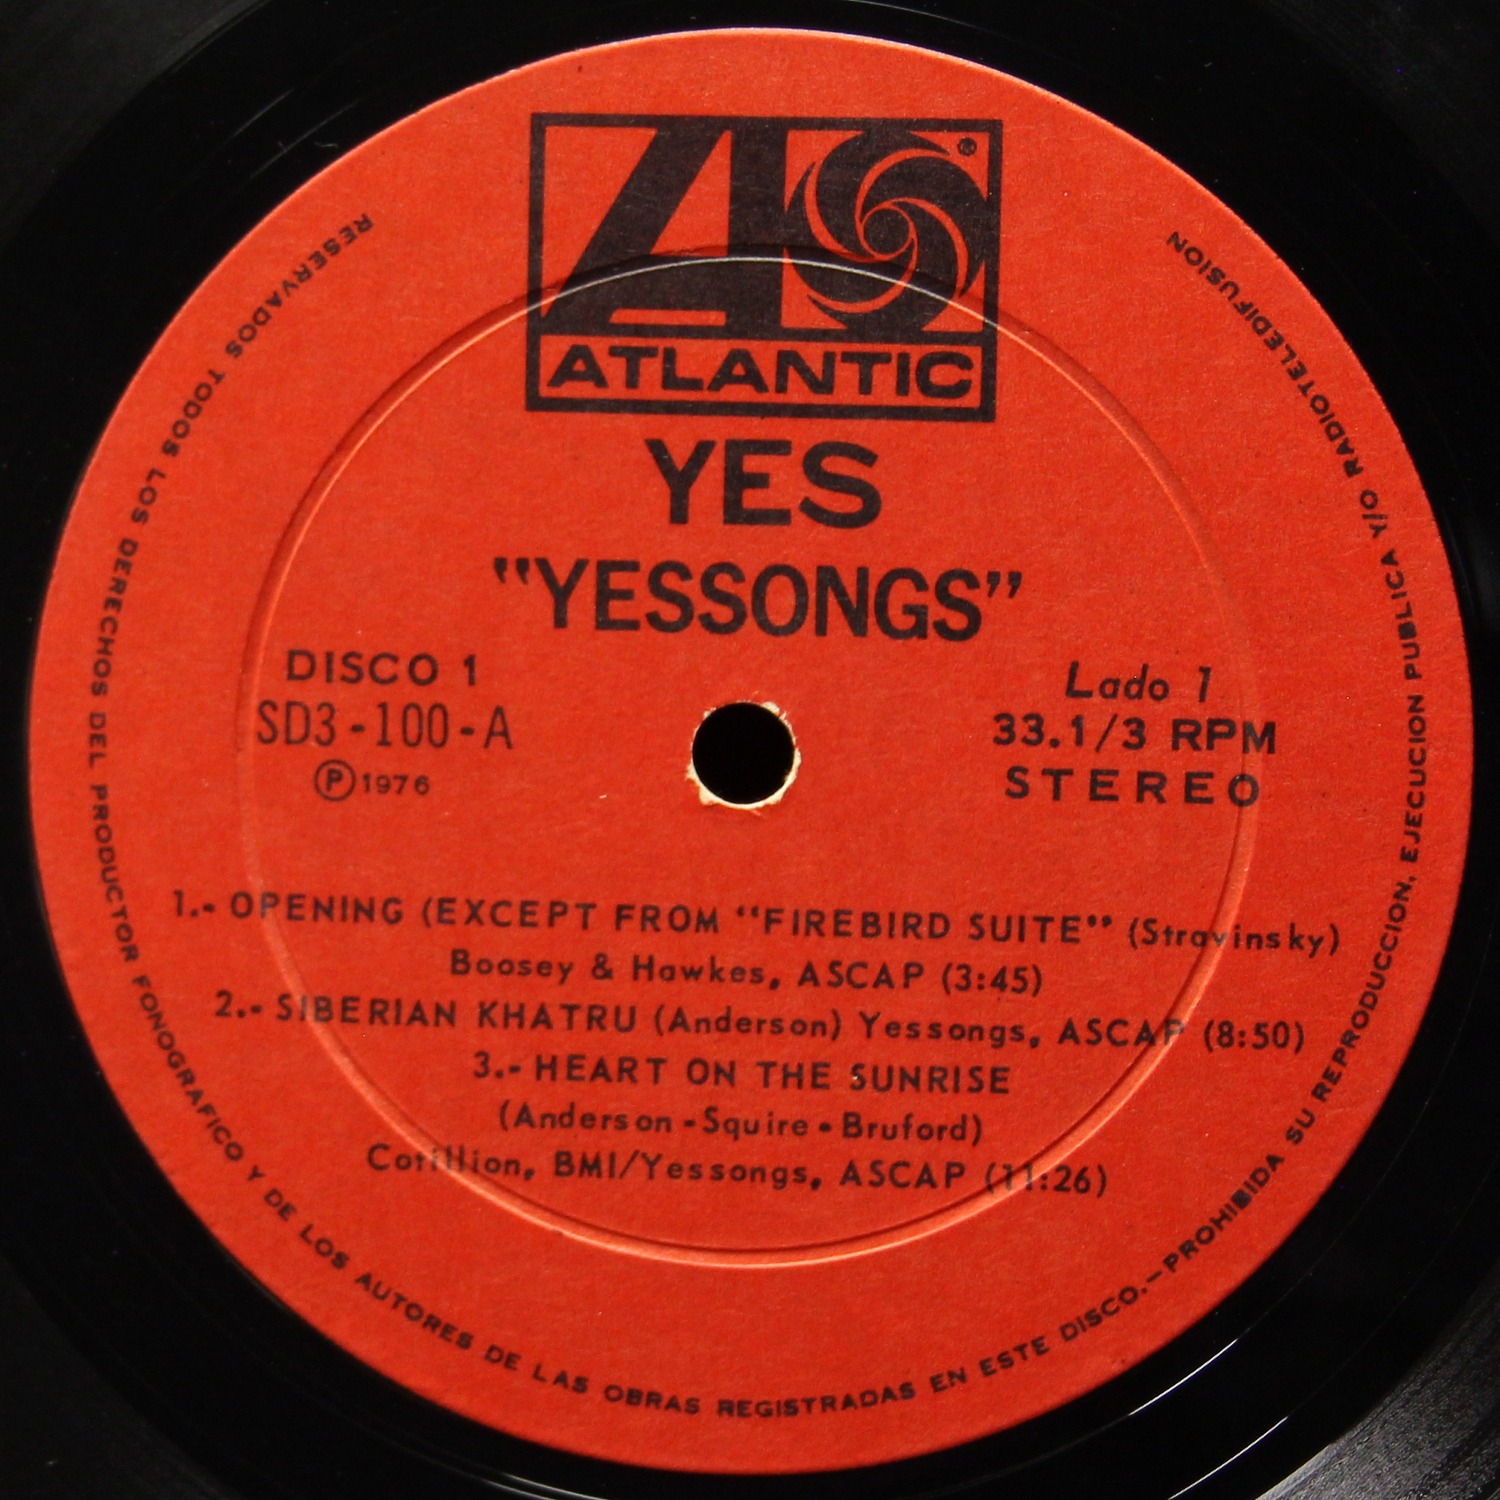 ATLANTIC
®
YES
"YESSONGS"
DISCO 1
SD3-100-A
Ⓟ1976
Lado 1
33.1/3 RPM
STEREO
1.- OPENING (EXCEPT FROM "FIREBIRD SUITE" (Stravinsky)
Boosey & Hawkes, ASCAP (3:45)
2.- SIBERIAN KHATRU (Anderson) Yessongs, ASCAP (8:50)
3.- HEART ON THE SUNRISE
(Anderson - Squire - Bruford)
Cotillion, BMI/Yessongs, ASCAP (11:26)
RESERVADOS TODOS LOS DERECHOS DEL PRODUCTOR FONOGRAFICO Y DE LOS AUTORES DE LAS OBRAS REGISTRADAS EN ESTE DISCO.-PROHIBIDA SU REPRODUCCION, EJECUCION PUBLICA Y/O RADIOTELEDIFUSION